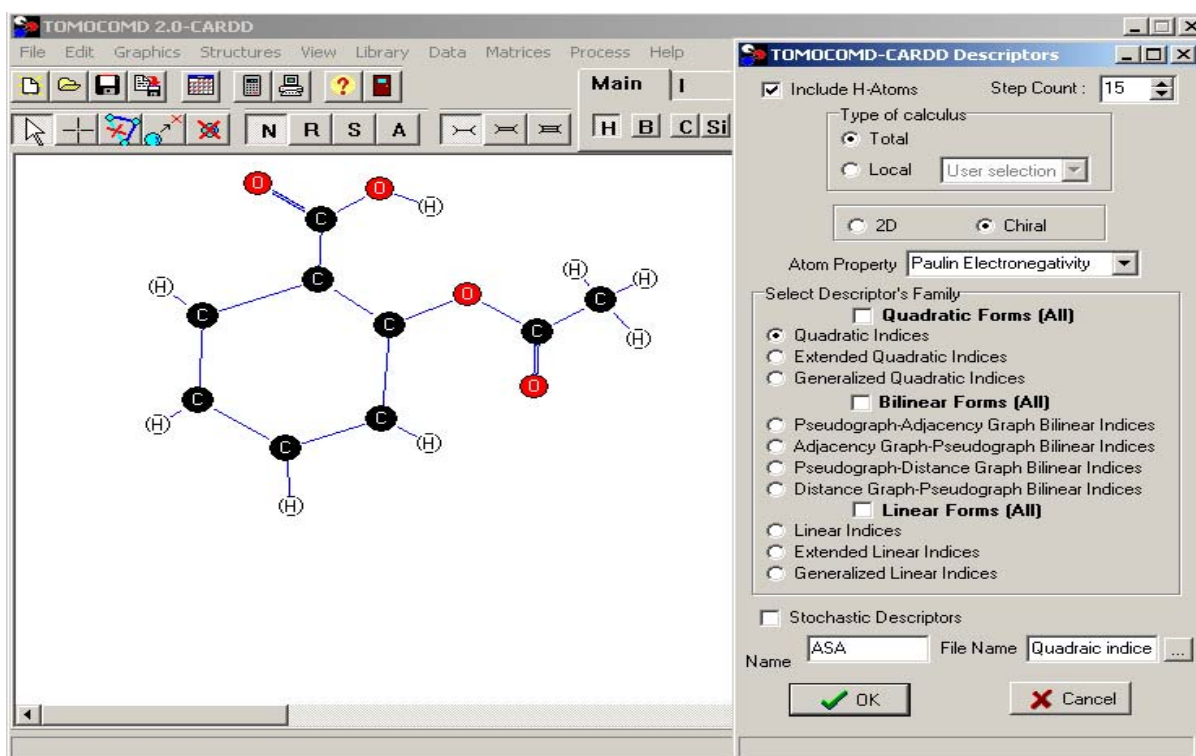 TOMOCOMD 2.0-CARDD
File Edit Graphics Structures View Library Data Matrices Process Help
Main I
N R S A H B C Si
O O H
C
C
H O H H
C C C C H
O
C C
H H
C
H
TOMOCOMD-CARDD Descriptors
Include H-Atoms Step Count : 15
Type of calculus
Total
Local User selection
2D Chiral
Atom Property Paulin Electronegativity
Select Descriptor's Family
Quadratic Forms (All)
Quadratic Indices
Extended Quadratic Indices
Generalized Quadratic Indices
Bilinear Forms (All)
Pseudograph-Adjacency Graph Bilinear Indices
Adjacency Graph-Pseudograph Bilinear Indices
Pseudograph-Distance Graph Bilinear Indices
Distance Graph-Pseudograph Bilinear Indices
Linear Forms (All)
Linear Indices
Extended Linear Indices
Generalized Linear Indices
Stochastic Descriptors
Name ASA File Name Quadraic indice ...
OK Cancel